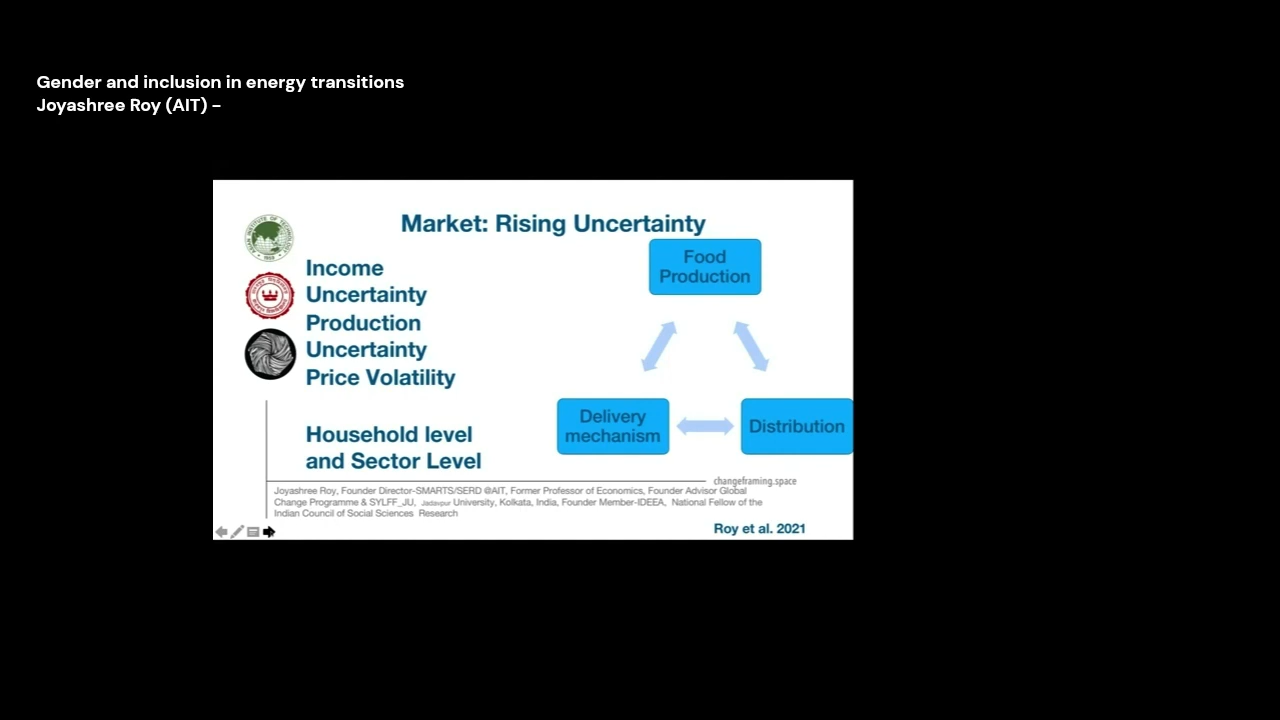 Gender and inclusion in energy transitions
Joyashree Roy (AIT) –
Market: Rising Uncertainty
Income
Uncertainty
Production
Uncertainty
Price Volatility
Household level
and Sector Level
Food
Production
Delivery
mechanism
Distribution
changeframing.space
Joyashree Roy, Founder Director-SMARTS/SERD @AIT, Former Professor of Economics, Founder Advisor Global
Change Programme & SYLFF_JU, Jadavpur University, Kolkata, India, Founder Member-IDEEA, National Fellow of the
Indian Council of Social Sciences Research
Roy et al. 2021